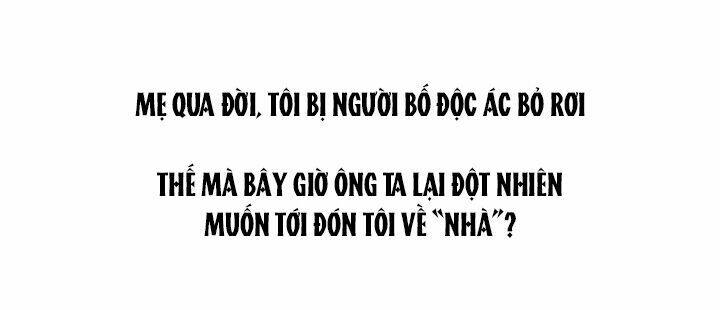 MẸ QUA ĐỜI, TÔI BỊ NGƯỜI BỐ ĐỘC ÁC BỎ RƠI
THẾ MÀ BÂY GIỜ ÔNG TA LẠI ĐỘT NHIÊN
MUỐN TỚI ĐÓN TÔI VỀ “NHÀ”?